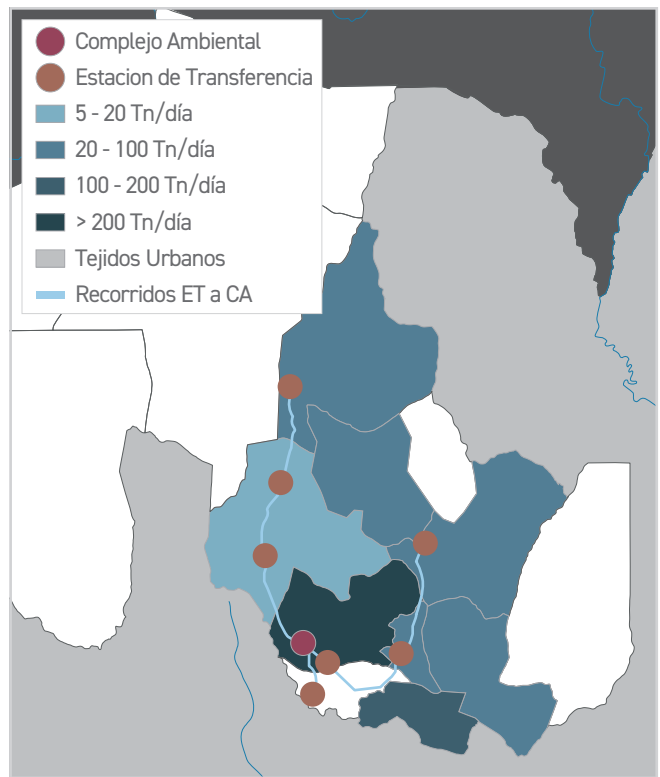 Complejo Ambiental
Estacion de Transferencia
5 - 20 Tn/día
20 - 100 Tn/día
100 - 200 Tn/día
> 200 Tn/día
Tejidos Urbanos
Recorridos ET a CA